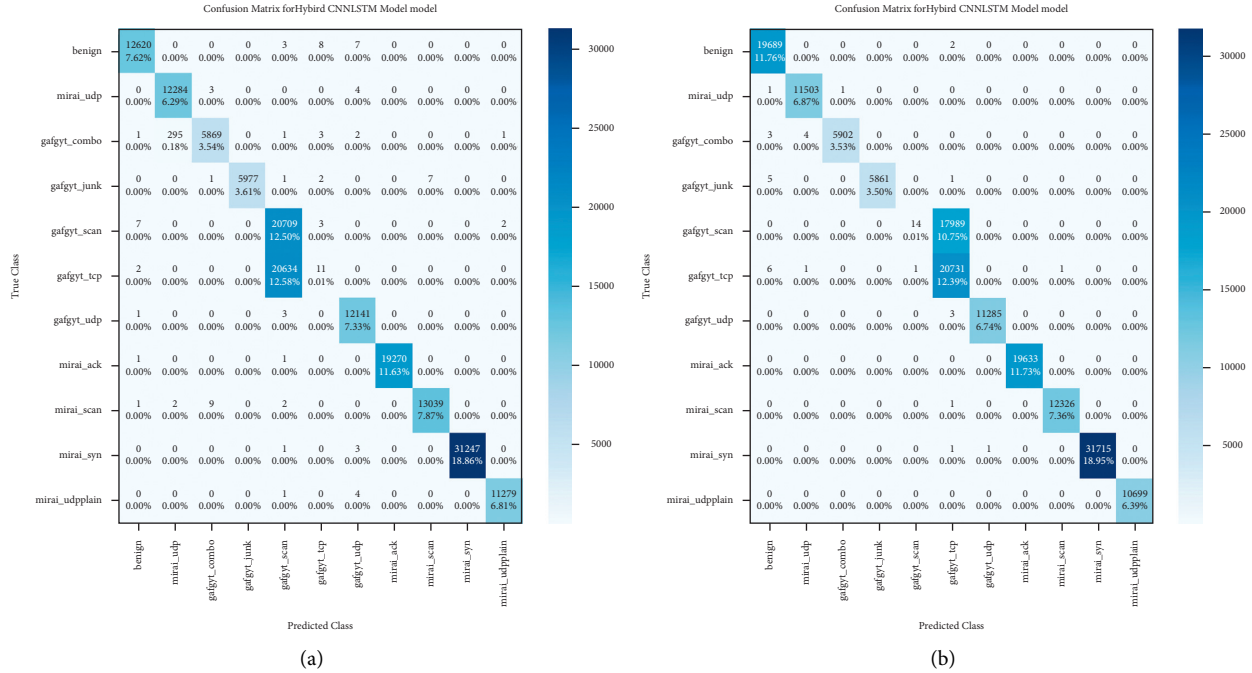 Confusion Matrix forHybird CNNLSTM Model model
benign 12620 0 0 0 3 8 7 0 0 0 0
7.62% 0.00% 0.00% 0.00% 0.00% 0.00% 0.00% 0.00% 0.00% 0.00% 0.00%
mirai_udp 0 12284 3 0 0 0 4 0 0 0 0
0.00% 6.29% 0.00% 0.00% 0.00% 0.00% 0.00% 0.00% 0.00% 0.00% 0.00%
gafgyt_combo 1 295 5869 0 1 3 2 0 0 0 1
0.00% 0.18% 3.54% 0.00% 0.00% 0.00% 0.00% 0.00% 0.00% 0.00% 0.00%
gafgyt_junk 0 0 1 5977 1 2 0 0 7 0 0
0.00% 0.00% 0.00% 3.61% 0.00% 0.00% 0.00% 0.00% 0.00% 0.00% 0.00%
gafgyt_scan 7 0 0 0 20709 3 0 0 0 0 2
0.00% 0.00% 0.00% 0.00% 12.50% 0.00% 0.00% 0.00% 0.00% 0.00% 0.00%
gafgyt_tcp 2 0 0 0 20634 11 0 0 0 0 0
0.00% 0.00% 0.00% 0.00% 12.58% 0.01% 0.00% 0.00% 0.00% 0.00% 0.00%
gafgyt_udp 1 0 0 0 3 0 12141 0 0 0 0
0.00% 0.00% 0.00% 0.00% 0.00% 0.00% 7.33% 0.00% 0.00% 0.00% 0.00%
mirai_ack 1 0 0 0 1 0 0 19270 0 0 0
0.00% 0.00% 0.00% 0.00% 0.00% 0.00% 0.00% 11.63% 0.00% 0.00% 0.00%
mirai_scan 1 2 9 0 2 0 0 0 13039 0 0
0.00% 0.00% 0.00% 0.00% 0.00% 0.00% 0.00% 0.00% 7.87% 0.00% 0.00%
mirai_syn 0 0 0 0 1 0 3 0 0 31247 0
0.00% 0.00% 0.00% 0.00% 0.00% 0.00% 0.00% 0.00% 0.00% 18.86% 0.00%
mirai_udpplain 0 0 0 0 1 0 4 0 0 0 11279
0.00% 0.00% 0.00% 0.00% 0.00% 0.00% 0.00% 0.00% 0.00% 0.00% 6.81%
True Class
benign mirai_udp gafgyt_combo gafgyt_junk gafgyt_scan gafgyt_tcp gafgyt_udp mirai_ack mirai_scan mirai_syn mirai_udpplain
Predicted Class
30000
25000
20000
15000
10000
5000
(a)
Confusion Matrix forHybird CNNLSTM Model model
benign 19689 0 0 0 0 2 0 0 0 0 0
11.76% 0.00% 0.00% 0.00% 0.00% 0.00% 0.00% 0.00% 0.00% 0.00% 0.00%
mirai_udp 1 11503 1 0 0 0 0 0 0 0 0
0.00% 6.87% 0.00% 0.00% 0.00% 0.00% 0.00% 0.00% 0.00% 0.00% 0.00%
gafgyt_combo 3 4 5902 0 0 0 0 0 0 0 0
0.00% 0.00% 3.53% 0.00% 0.00% 0.00% 0.00% 0.00% 0.00% 0.00% 0.00%
gafgyt_junk 5 0 0 5861 0 1 0 0 0 0 0
0.00% 0.00% 0.00% 3.50% 0.00% 0.00% 0.00% 0.00% 0.00% 0.00% 0.00%
gafgyt_scan 0 0 0 0 14 17989 0 0 0 0 0
0.00% 0.00% 0.00% 0.00% 0.01% 10.75% 0.00% 0.00% 0.00% 0.00% 0.00%
gafgyt_tcp 6 1 0 0 1 20731 0 0 1 0 0
0.00% 0.00% 0.00% 0.00% 0.00% 12.39% 0.00% 0.00% 0.00% 0.00% 0.00%
gafgyt_udp 0 0 0 0 0 3 11285 0 0 0 0
0.00% 0.00% 0.00% 0.00% 0.00% 0.00% 6.74% 0.00% 0.00% 0.00% 0.00%
mirai_ack 0 0 0 0 0 0 0 19633 0 0 0
0.00% 0.00% 0.00% 0.00% 0.00% 0.00% 0.00% 11.73% 0.00% 0.00% 0.00%
mirai_scan 0 0 0 0 0 1 0 0 12326 0 0
0.00% 0.00% 0.00% 0.00% 0.00% 0.00% 0.00% 0.00% 7.36% 0.00% 0.00%
mirai_syn 0 0 0 0 0 1 1 0 0 31715 0
0.00% 0.00% 0.00% 0.00% 0.00% 0.00% 0.00% 0.00% 0.00% 18.95% 0.00%
mirai_udpplain 0 0 0 0 0 0 0 0 0 0 10699
0.00% 0.00% 0.00% 0.00% 0.00% 0.00% 0.00% 0.00% 0.00% 0.00% 6.39%
True Class
benign mirai_udp gafgyt_combo gafgyt_junk gafgyt_scan gafgyt_tcp gafgyt_udp mirai_ack mirai_scan mirai_syn mirai_udpplain
Predicted Class
30000
25000
20000
15000
10000
5000
(b)